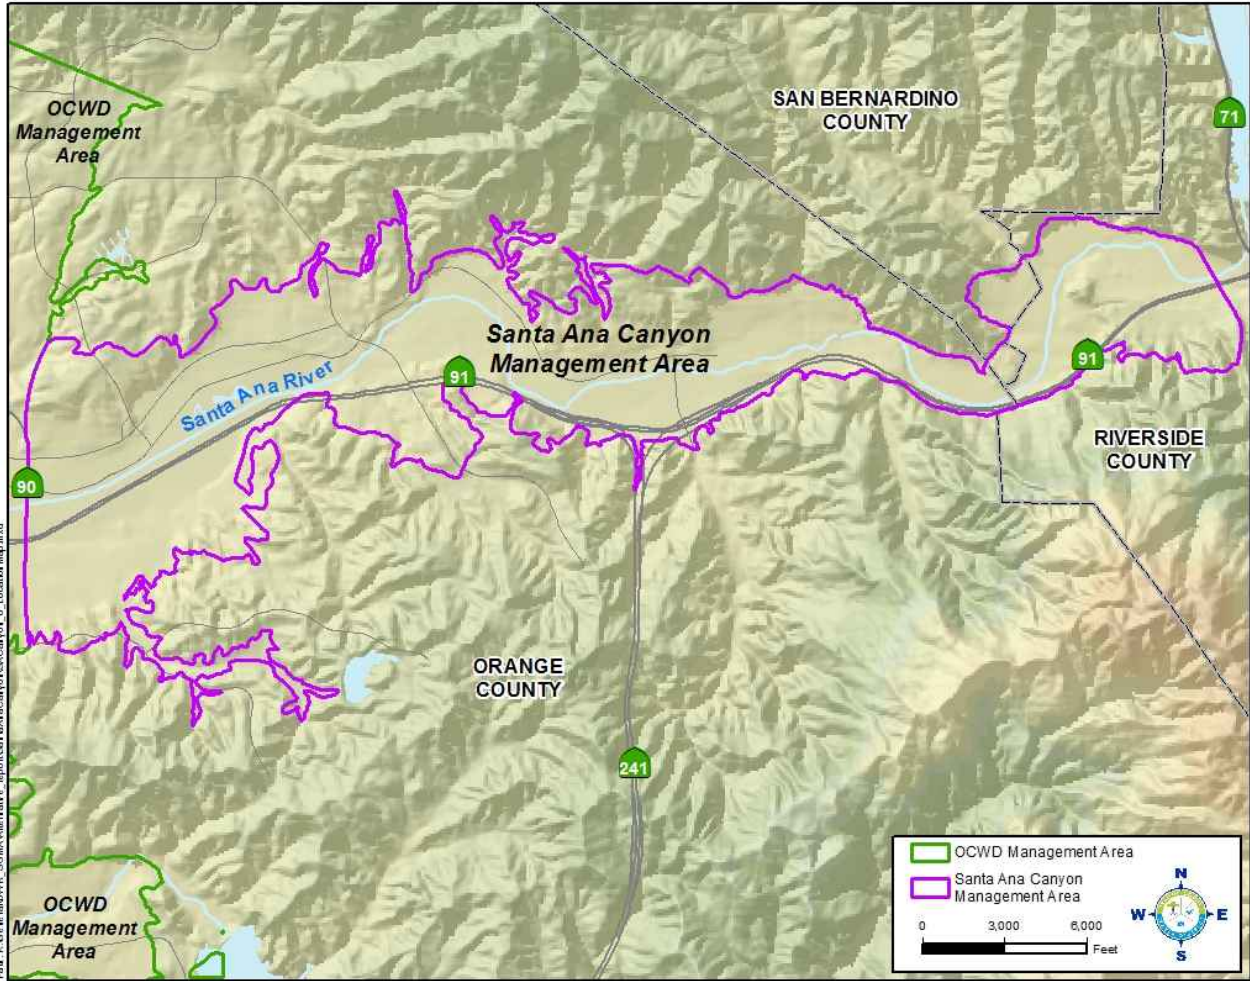 OCWD
Management
Area
SAN BERNARDINO
COUNTY
71
Santa Ana Canyon
Management Area
91
Santa Ana River
91
RIVERSIDE
COUNTY
90
ORANGE
COUNTY
241
OCWD
Management
Area
OCWD Management Area
Santa Ana Canyon
Management Area
0 3,000 6,000
Feet
N
W E
S